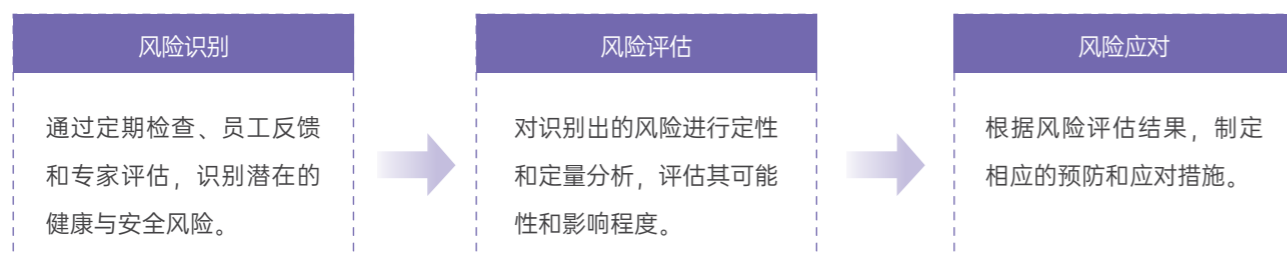 风险识别
通过定期检查、员工反馈
和专家评估，识别潜在的
健康与安全风险。
风险评估
对识别出的风险进行定性
和定量分析，评估其可能
性和影响程度。
风险应对
根据风险评估结果，制定
相应的预防和应对措施。